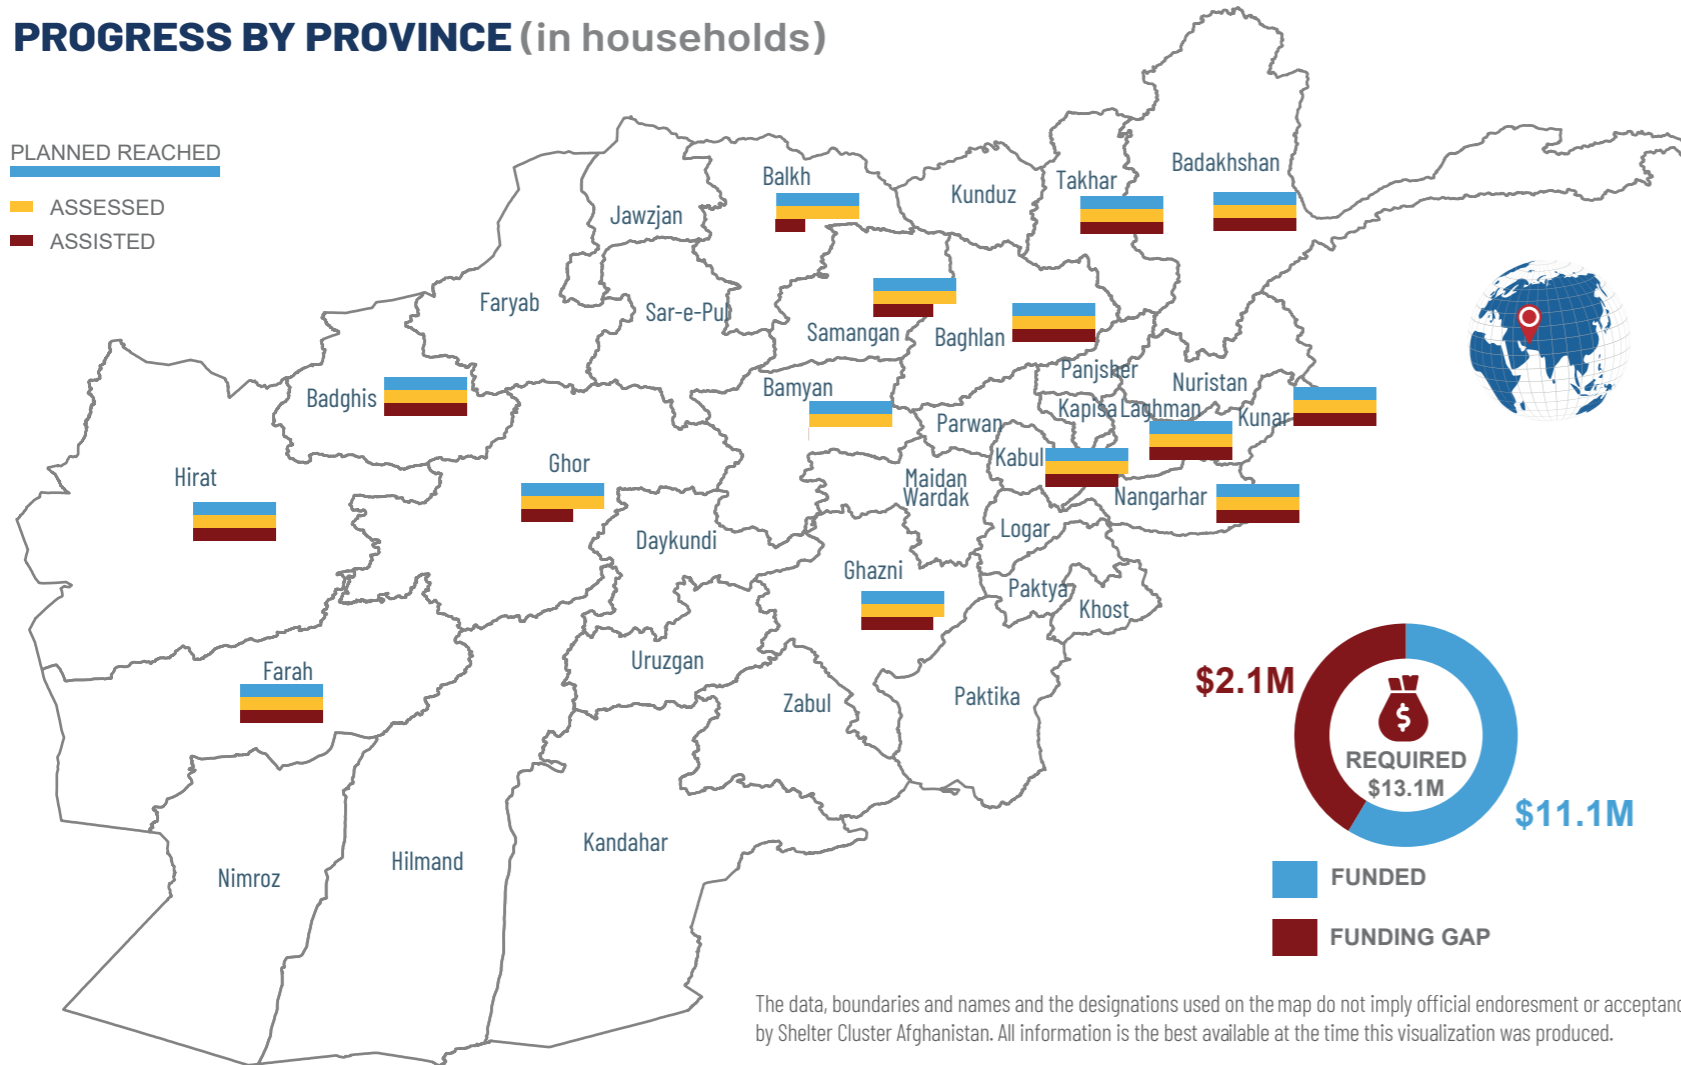 PROGRESS BY PROVINCE (in households)
PLANNED REACHED
ASSESSED
ASSISTED
Badakhshan
Balkh
Takhar
Kunduz
Jawzjan
Faryab
Sar-e-Pul
Samangan
Baghlan
Panjsher
Nuristan
Badghis
Bamyan
Kapisa
Laghman
Kunar
Parwan
Kabul
Hirat
Ghor
Maidan
Wardak
Nangarhar
Logar
Daykundi
Ghazni
Paktya
Khost
Uruzgan
Farah
Zabul
Paktika
Kandahar
Hilmand
Nimroz
$2.1M
$
REQUIRED
$13.1M
$11.1M
FUNDED
FUNDING GAP
The data, boundaries and names and the designations used on the map do not imply official endoresment or acceptanc
by Shelter Cluster Afghanistan. All information is the best available at the time this visualization was produced.